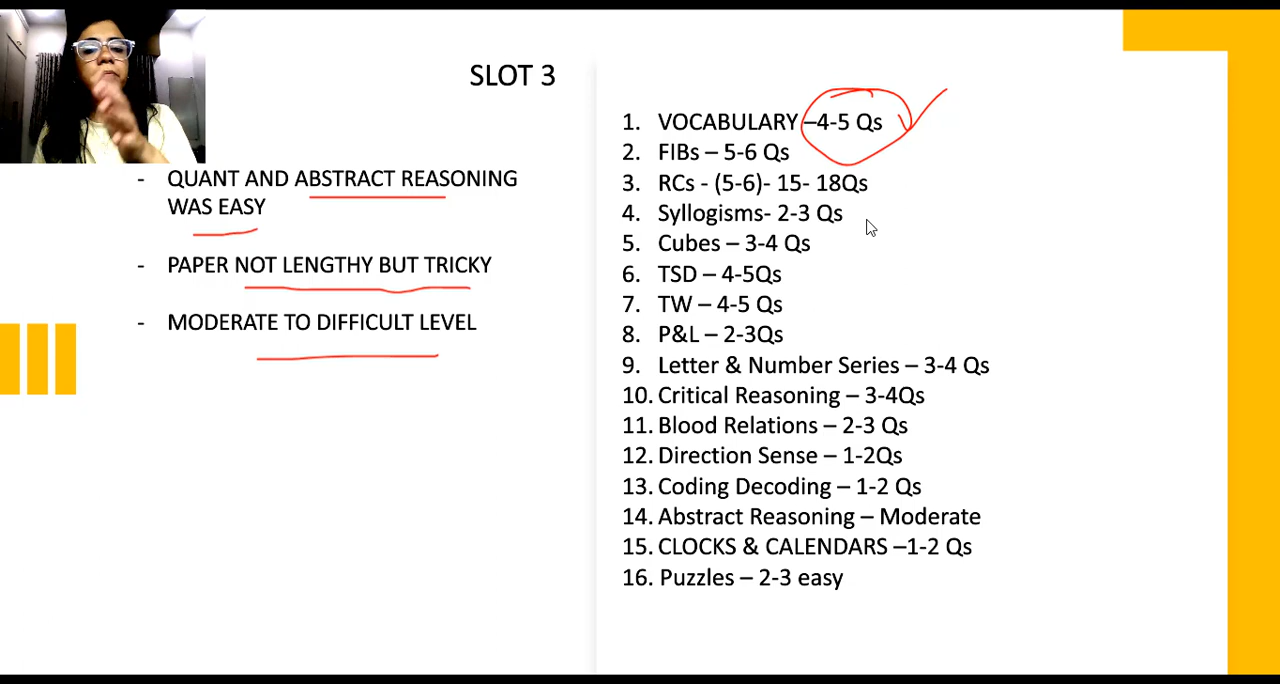 SLOT 3
- QUANT AND ABSTRACT REASONING
WAS EASY
- PAPER NOT LENGTHY BUT TRICKY
- MODERATE TO DIFFICULT LEVEL
1. VOCABULARY –4-5 Qs
2. FIBs – 5-6 Qs
3. RCs - (5-6)- 15- 18Qs
4. Syllogisms- 2-3 Qs
5. Cubes – 3-4 Qs
6. TSD – 4-5Qs
7. TW – 4-5 Qs
8. P&L – 2-3Qs
9. Letter & Number Series – 3-4 Qs
10. Critical Reasoning – 3-4Qs
11. Blood Relations – 2-3 Qs
12. Direction Sense – 1-2Qs
13. Coding Decoding – 1-2 Qs
14. Abstract Reasoning – Moderate
15. CLOCKS & CALENDARS –1-2 Qs
16. Puzzles – 2-3 easy